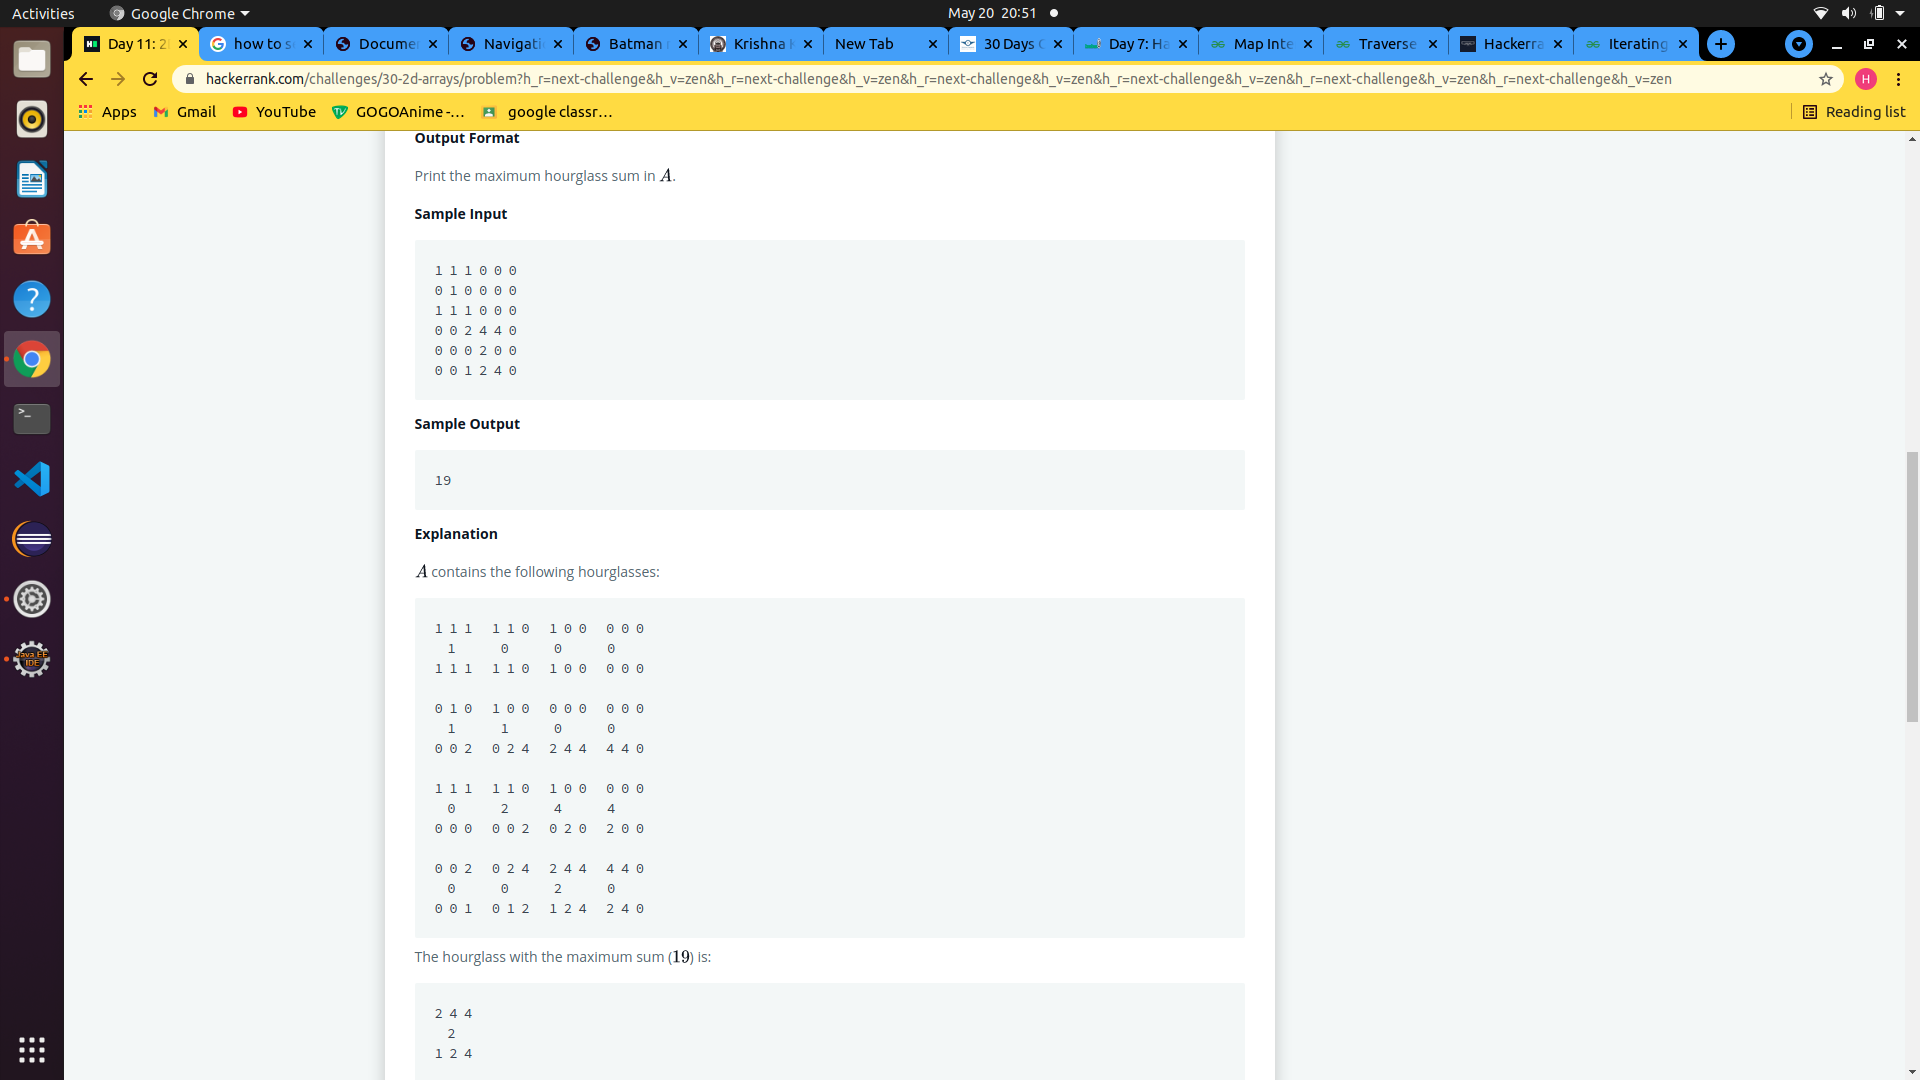 Activities
Google Chrome
May 20 20:51
Day 11: 2
how to s
Docume
Navigati
Batman
Krishna
New Tab
30 Days
Day 7: Ha
Map Inte
Traverse
Hackerra
Iterating
hackerrank.com/challenges/30-2d-arrays/problem?h_r=next-challenge&h_v=zen&h_r=next-challenge&h_v=zen&h_r=next-challenge&h_v=zen&h_r=next-challenge&h_v=zen&h_r=next-challenge&h_v=zen&h_r=next-challenge&h_v=zen&h_r=next-challenge&h_v=zen
H
Apps
Gmail
YouTube
GOGOAnime -...
google classr...
Reading list
Output Format
Print the maximum hourglass sum in A.
Sample Input
1 1 1 0 0 0
0 1 0 0 0 0
1 1 1 0 0 0
0 0 2 4 4 0
0 0 0 2 0 0
0 0 1 2 4 0
Sample Output
19
Explanation
A contains the following hourglasses:
1 1 1 1 1 0 1 0 0 0 0 0
1 0 0 0
1 1 1 1 1 0 1 0 0 0 0 0
0 1 0 1 0 0 0 0 0 0 0 0
1 1 0 0
0 0 2 0 2 4 2 4 4 4 4 0
1 1 1 1 1 0 1 0 0 0 0 0
0 2 4 4
0 0 0 0 0 2 0 2 0 2 0 0
0 0 2 0 2 4 2 4 4 4 4 0
0 0 2 0
0 0 1 0 1 2 1 2 4 2 4 0
The hourglass with the maximum sum (19) is:
2 4 4
2
1 2 4
Java EE
IDE